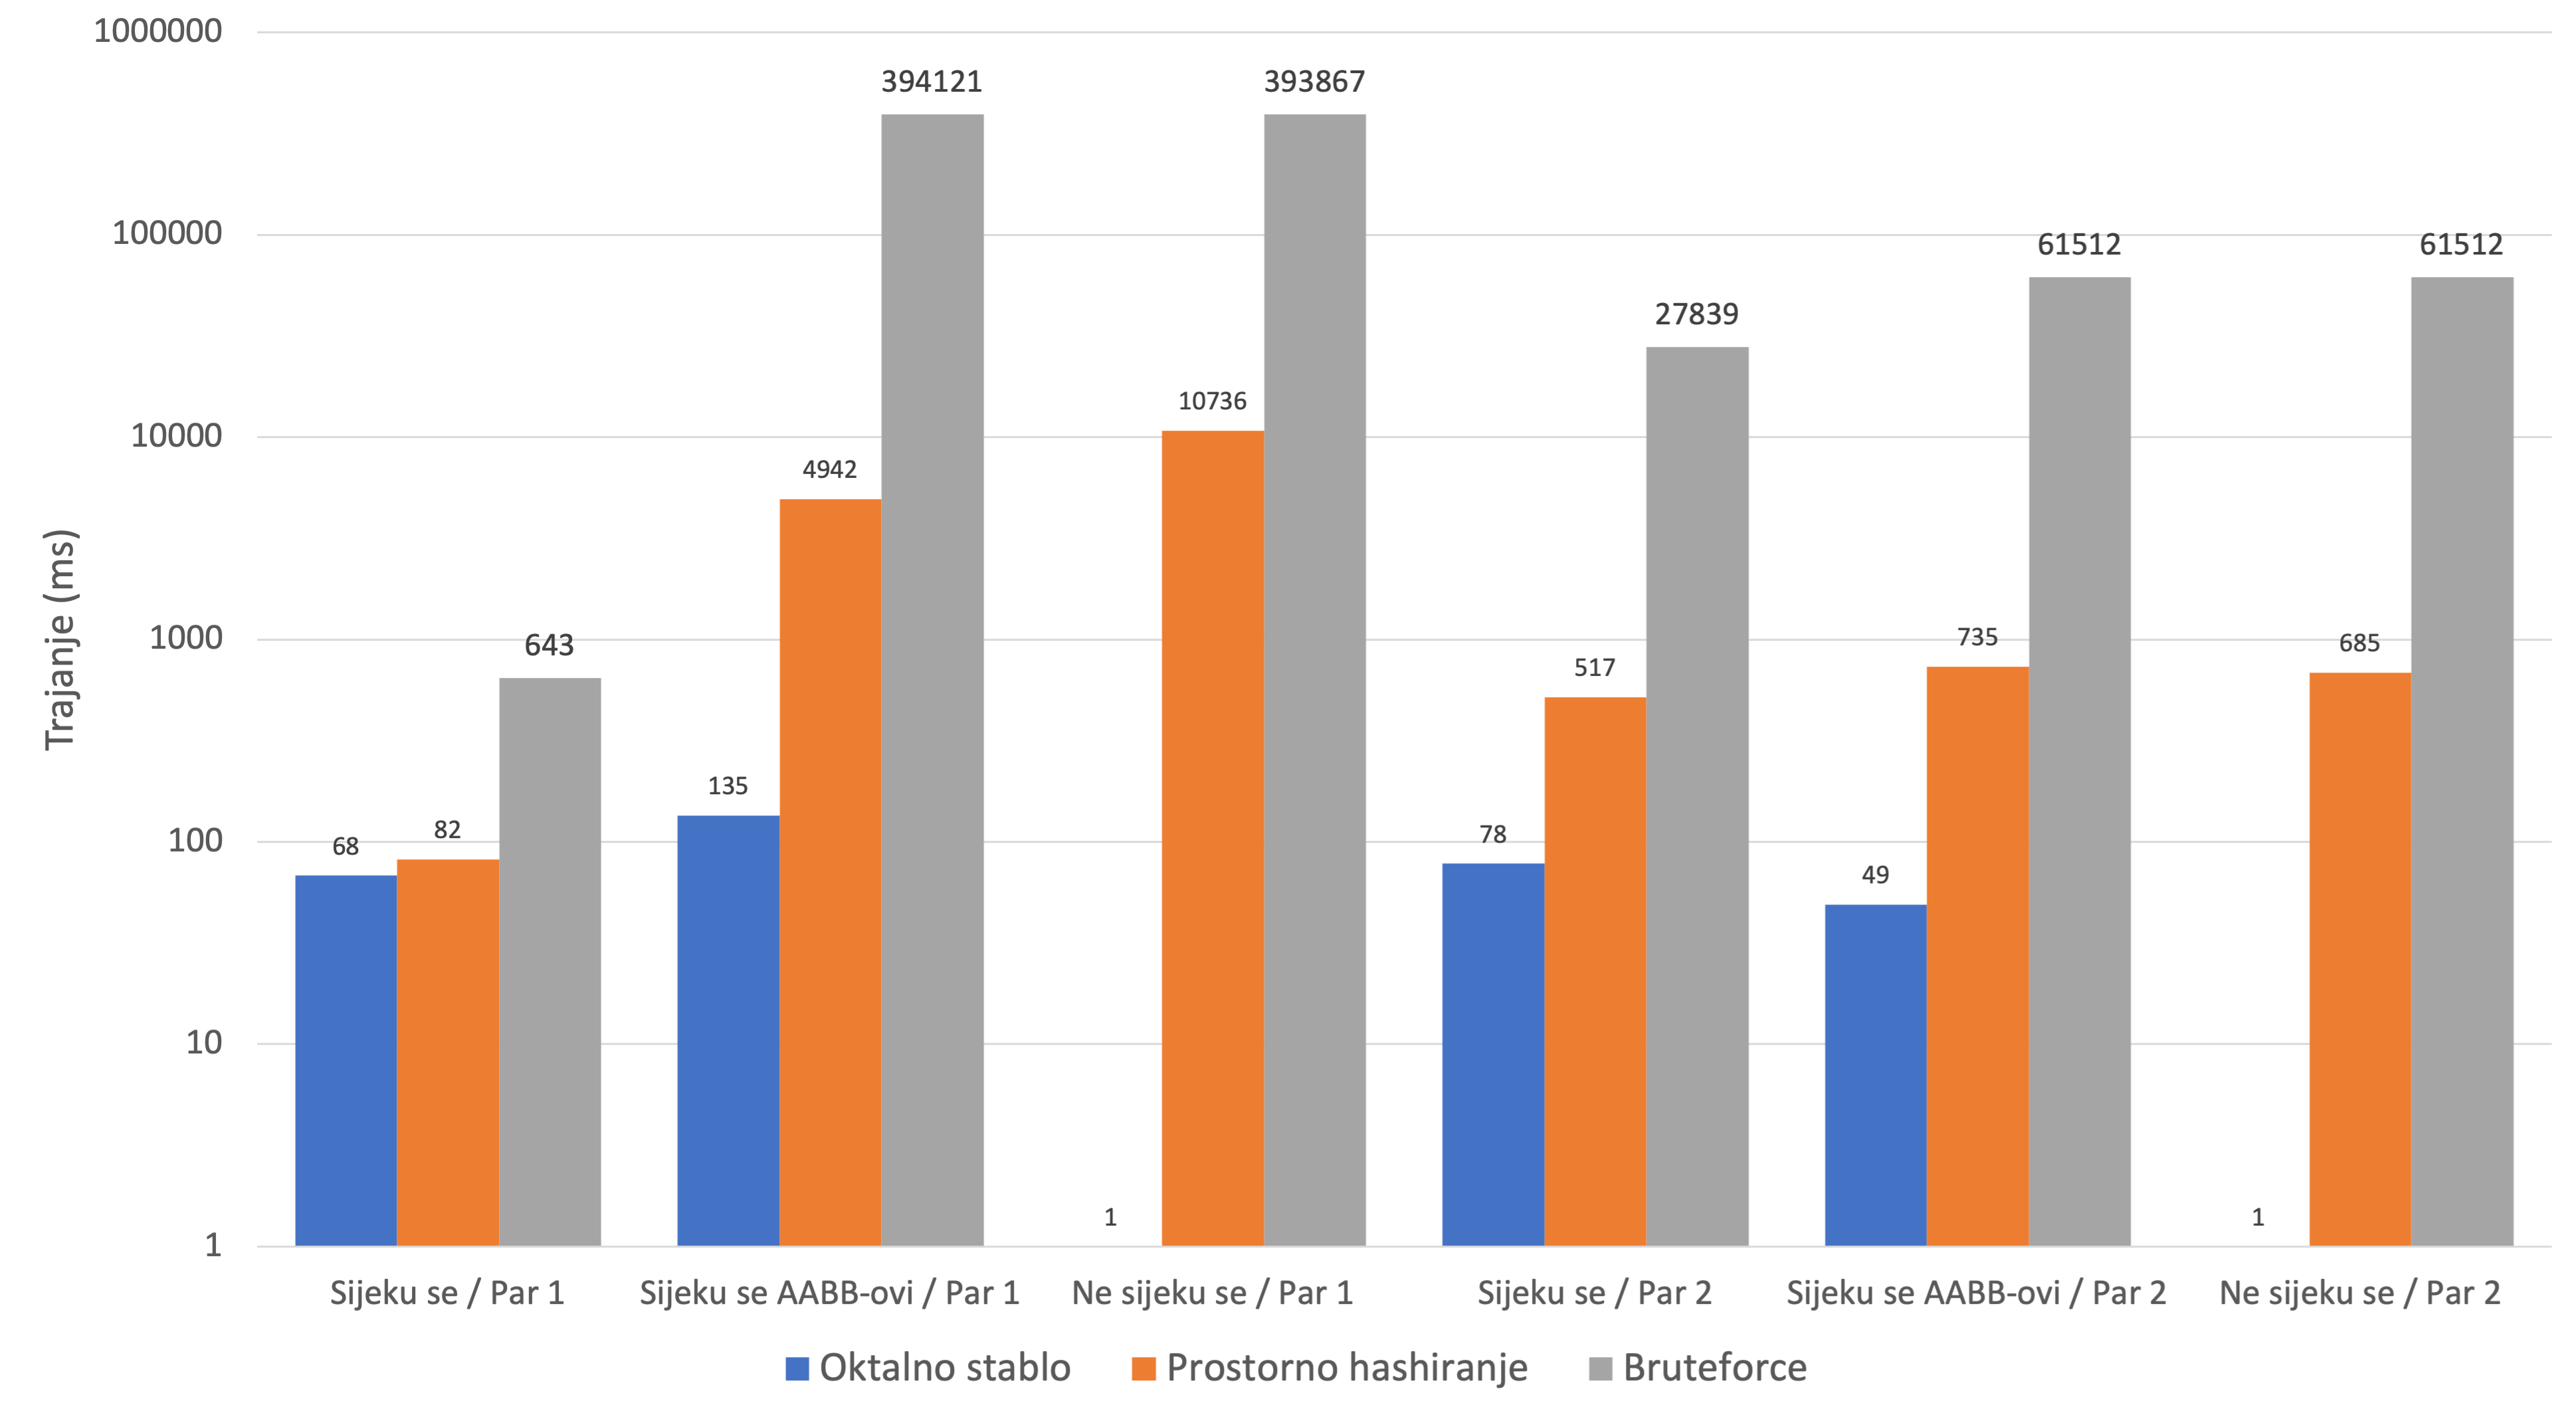 1000000
100000
10000
1000
100
10
1
Trajanje (ms)
68
82
643
135
4942
394121
1
10736
393867
78
517
27839
49
735
61512
1
685
61512
Sijeku se / Par 1
Sijeku se AABB-ovi / Par 1
Ne sijeku se / Par 1
Sijeku se / Par 2
Sijeku se AABB-ovi / Par 2
Ne sijeku se / Par 2
Oktalno stablo
Prostorno hashiranje
Bruteforce